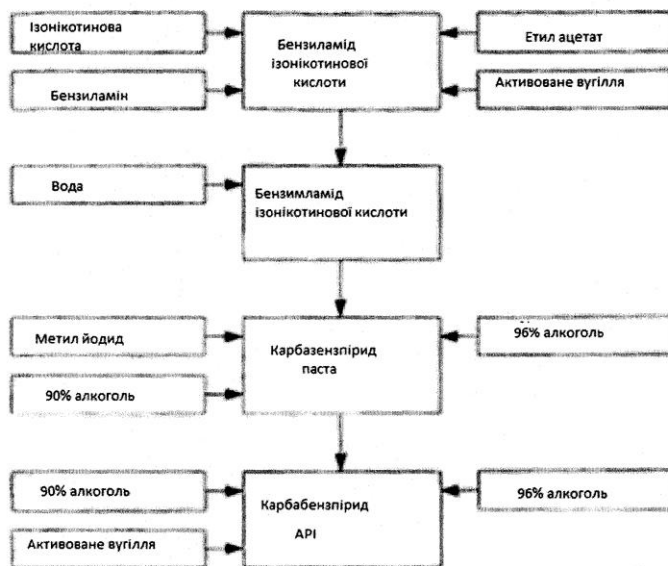 Ізонікотинова
кислота
Бензиламін
Бензиламід
ізонікотинової
кислоти
Етил ацетат
Активоване вугілля
Вода
Бензимламід
ізонікотинової кислоти
Метил йодид
90% алкоголь
Карбазензпірид
паста
96% алкоголь
90% алкоголь
Активоване вугілля
Карбабензпірид
АРІ
96% алкоголь